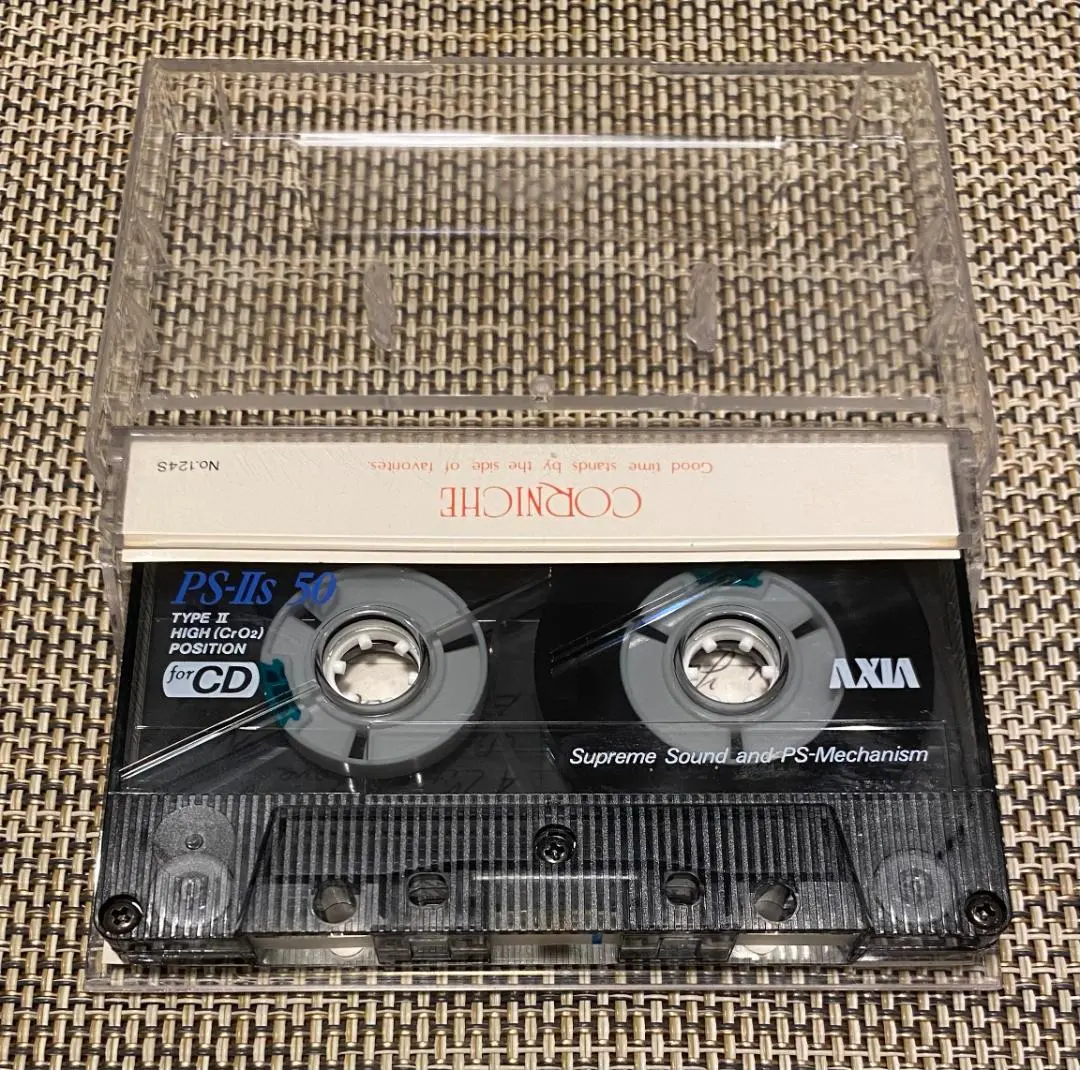 No.124S
Good time stands by the side of favorites.
CORNICHE
PS-IIs 50
TYPE II
HIGH (CrO2)
POSITION
for CD
AXIA
Supreme Sound and PS-Mechanism